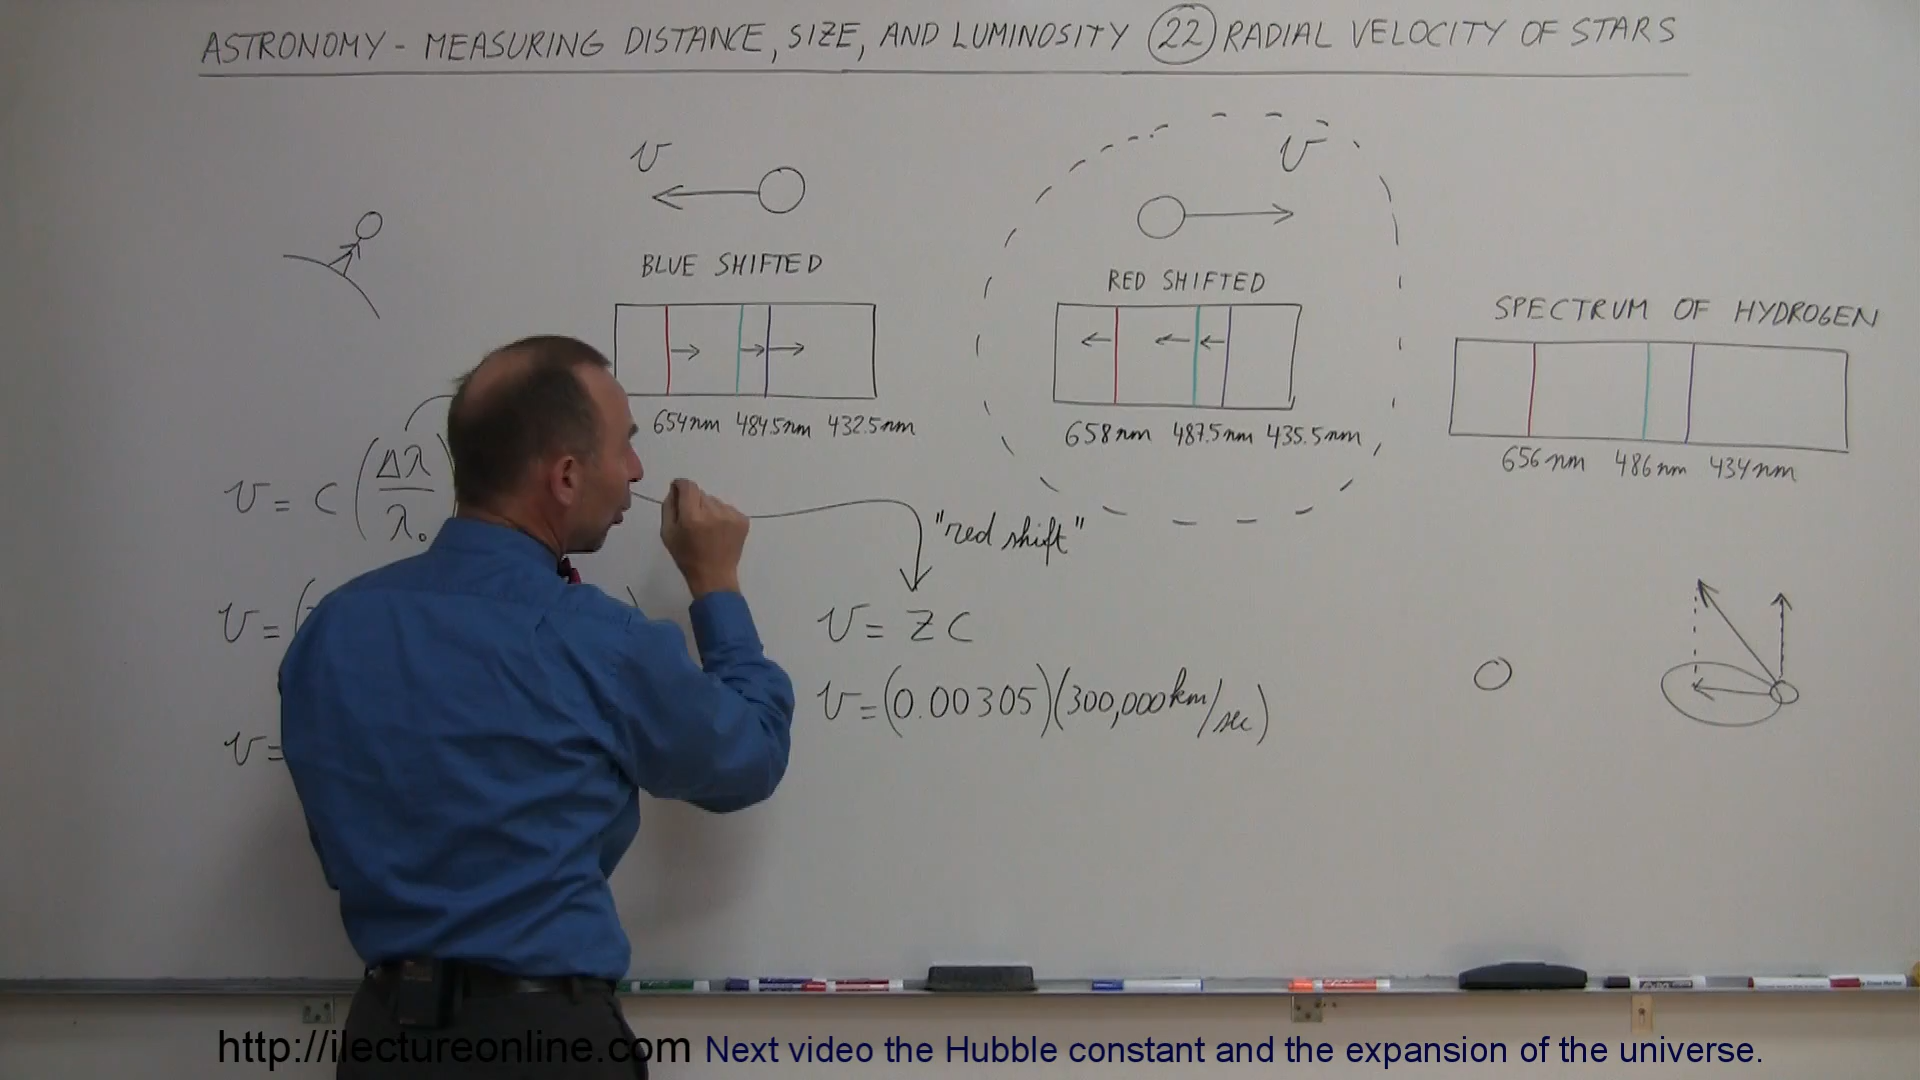 ASTRONOMY - MEASURING DISTANCE, SIZE, AND LUMINOSITY 22 RADIAL VELOCITY OF STARS
v
v
BLUE SHIFTED
RED SHIFTED
SPECTRUM OF HYDROGEN
654nm 484.5nm 432.5nm
658nm 487.5nm 435.5nm
656nm 486nm 434nm
v = c (Δλ/λ₀
"red shift"
v = (
v = zc
v = (0.00305)(300,000km/sec)
v =
http://ilectureonline.com Next video the Hubble constant and the expansion of the universe.